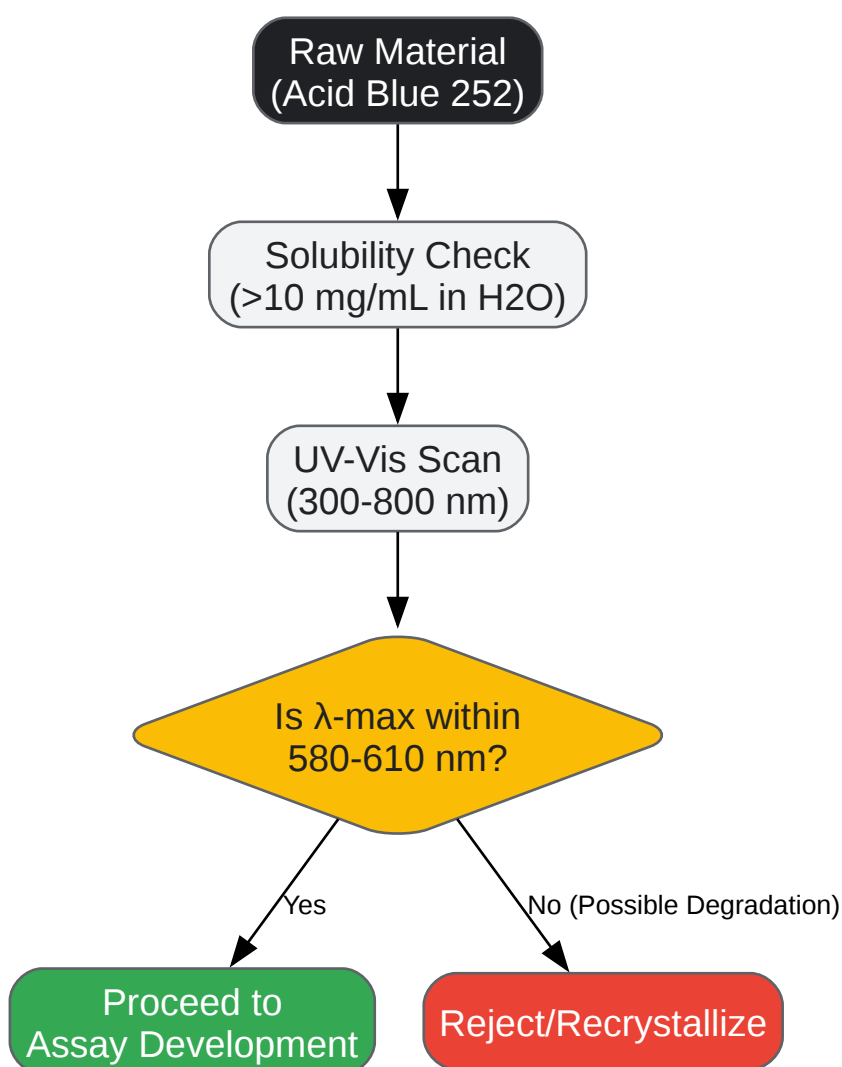 Raw Material
(Acid Blue 252)
Solubility Check
(>10 mg/mL in H2O)
UV-Vis Scan
(300-800 nm)
Is λ-max within
580-610 nm?
Yes
No (Possible Degradation)
Proceed to
Assay Development
Reject/Recrystallize